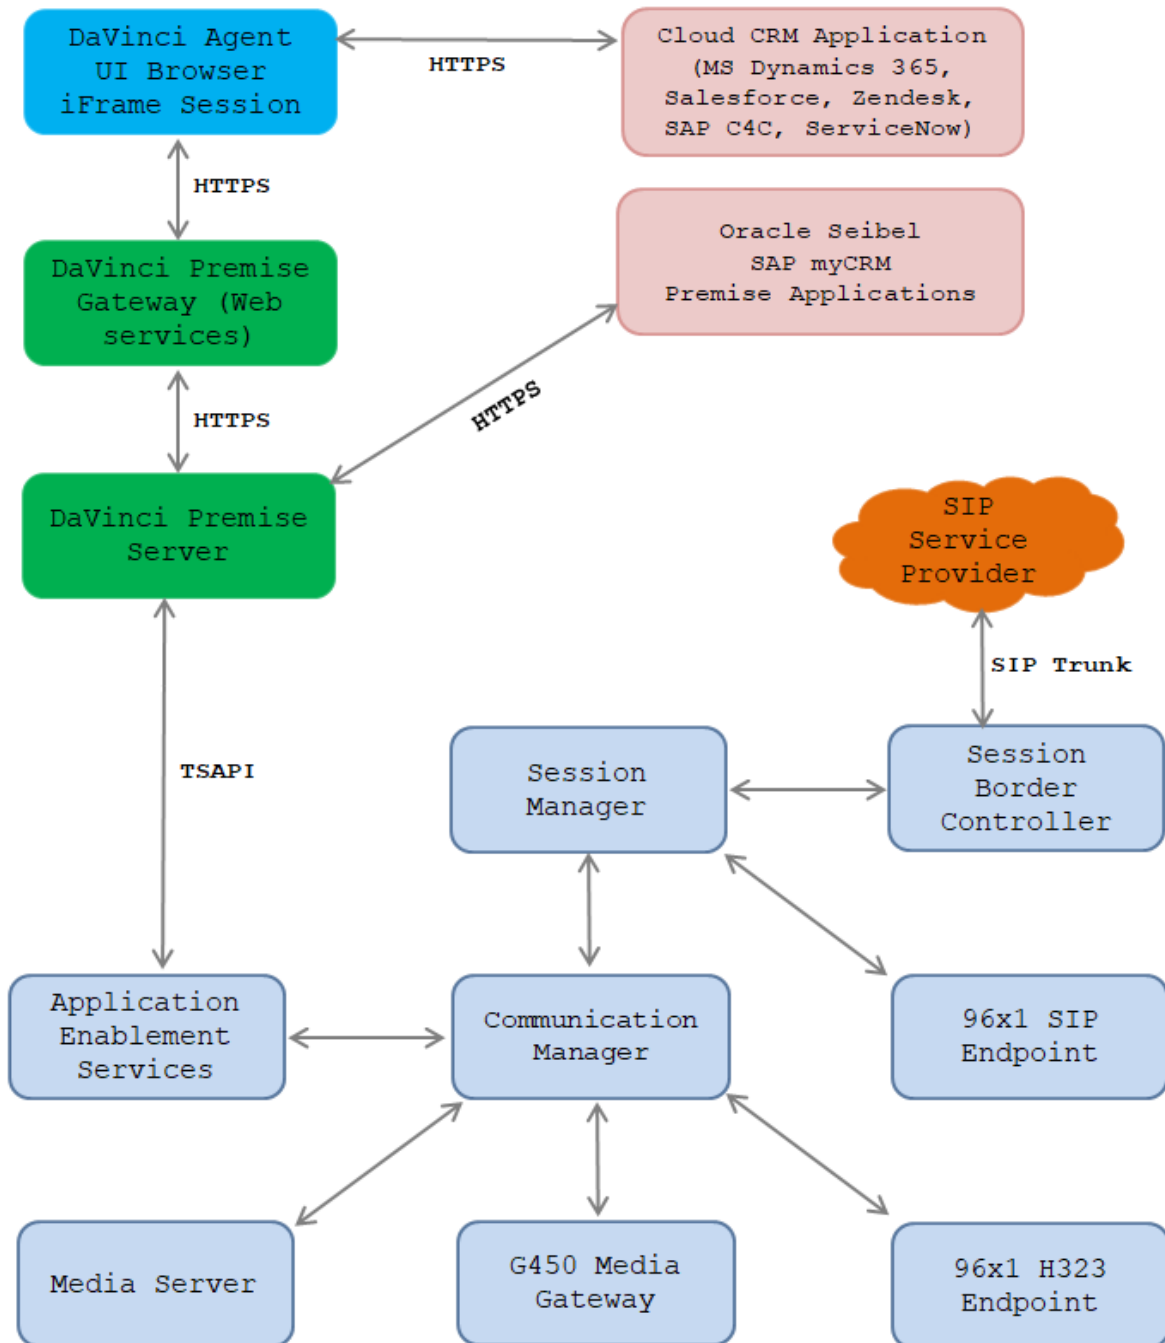 DaVinci Agent
UI Browser
iFrame Session
HTTPS
Cloud CRM Application
(MS Dynamics 365,
Salesforce, Zendesk,
SAP C4C, ServiceNow)
HTTPS
Oracle Seibel
SAP myCRM
Premise Applications
DaVinci Premise
Gateway (Web
services)
HTTPS
HTTPS
DaVinci Premise
Server
SIP
Service
Provider
SIP Trunk
TSAPI
Session
Manager
Session
Border
Controller
Application
Enablement
Services
Communication
Manager
96x1 SIP
Endpoint
Media Server
G450 Media
Gateway
96x1 H323
Endpoint